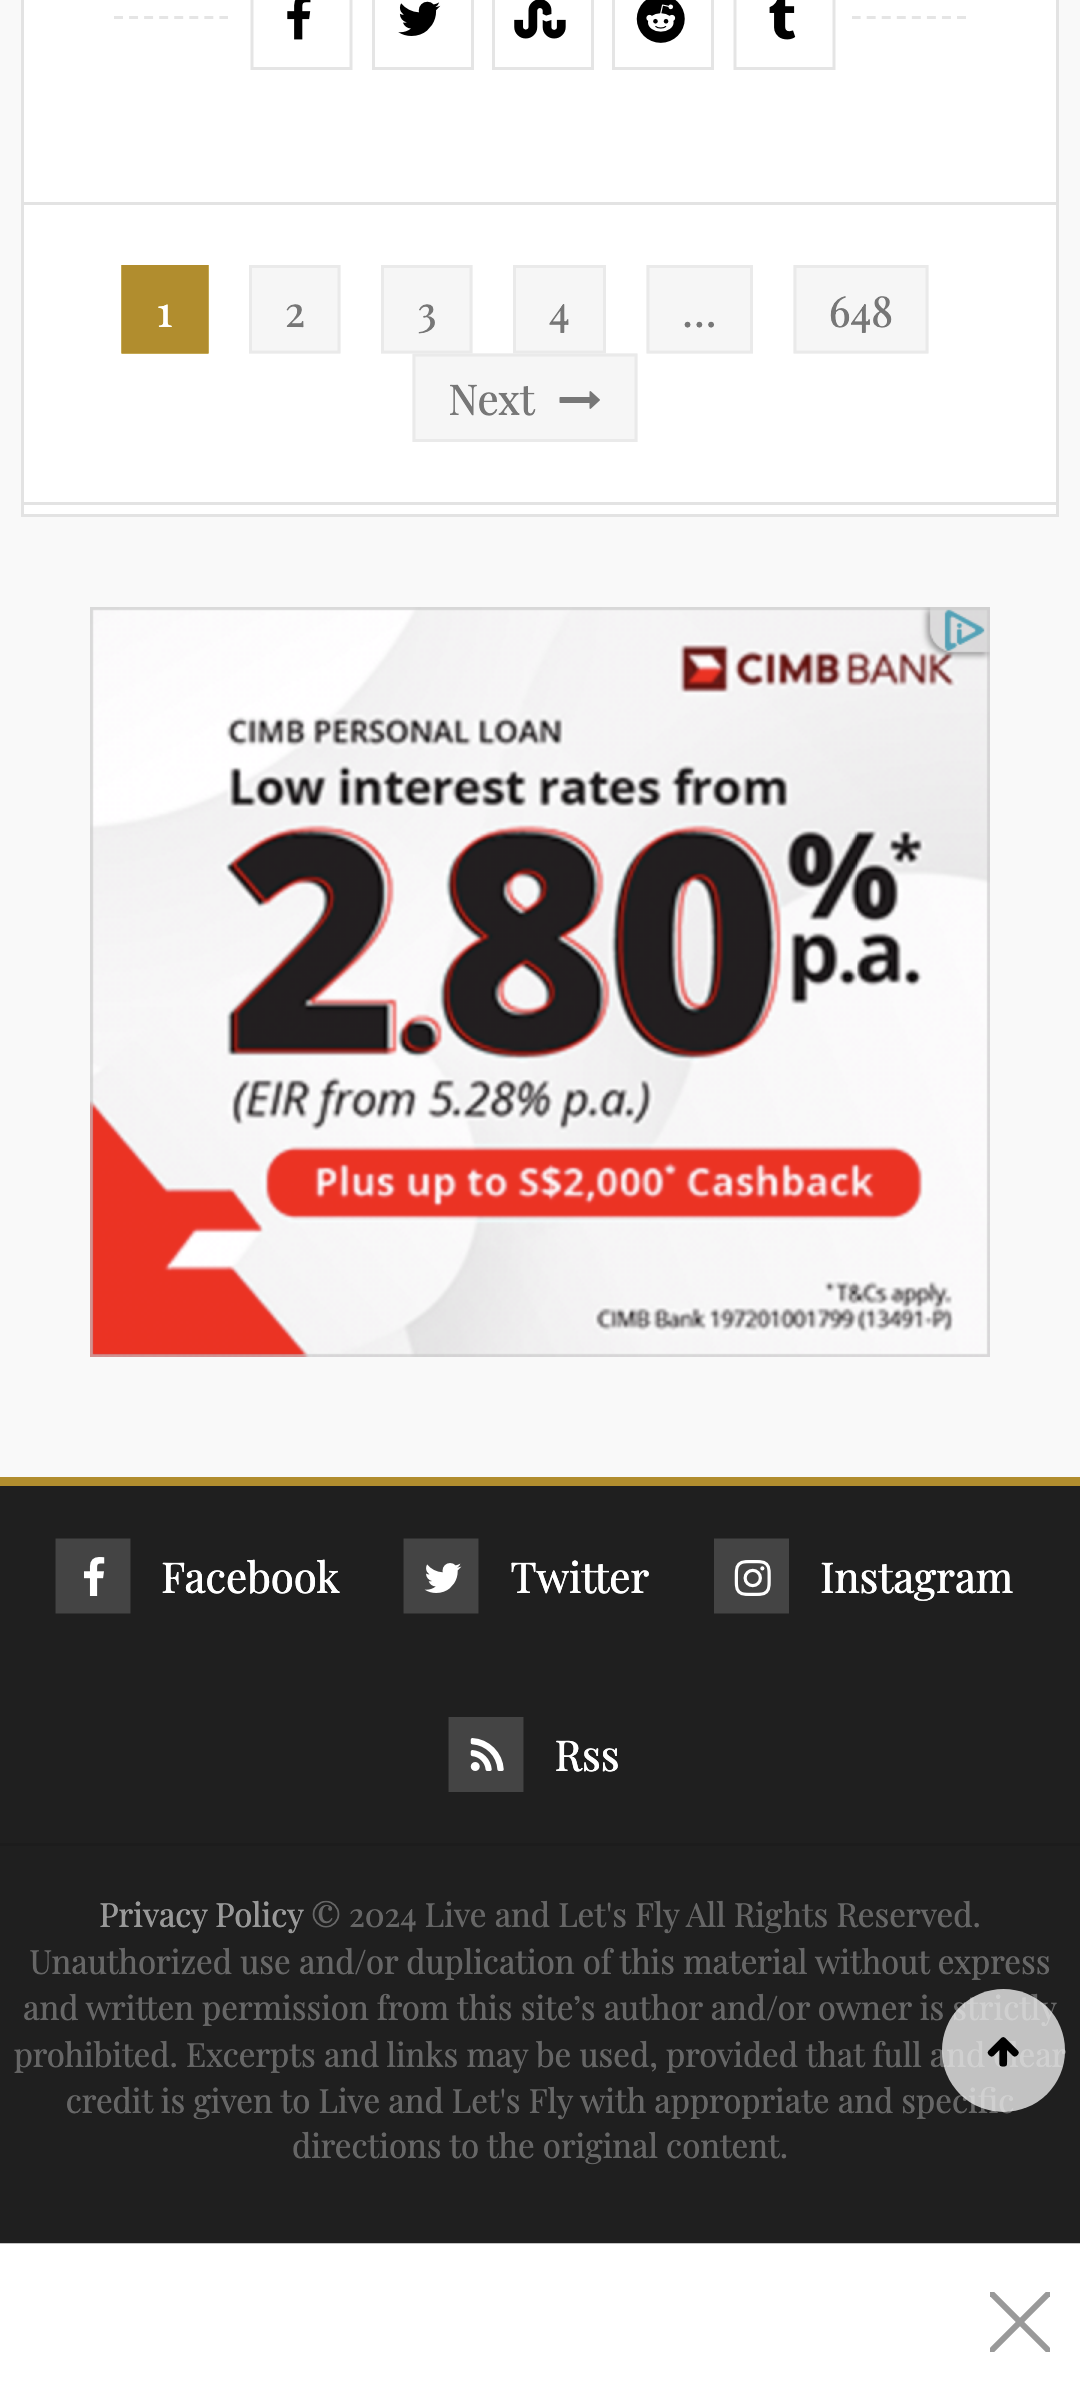 1 2 3 4 ... 648
Next
CIMB BANK
CIMB PERSONAL LOAN
Low interest rates from
2.80%* p.a.
(EIR from 5.28% p.a.)
Plus up to S$2,000* Cashback
*T&Cs apply.
CIMB Bank 197201001799 (13491-P)
Facebook Twitter Instagram
Rss
Privacy Policy © 2024 Live and Let's Fly All Rights Reserved.
Unauthorized use and/or duplication of this material without express
and written permission from this site’s author and/or owner is strictly
prohibited. Excerpts and links may be used, provided that full and clear
credit is given to Live and Let's Fly with appropriate and specific
directions to the original content.